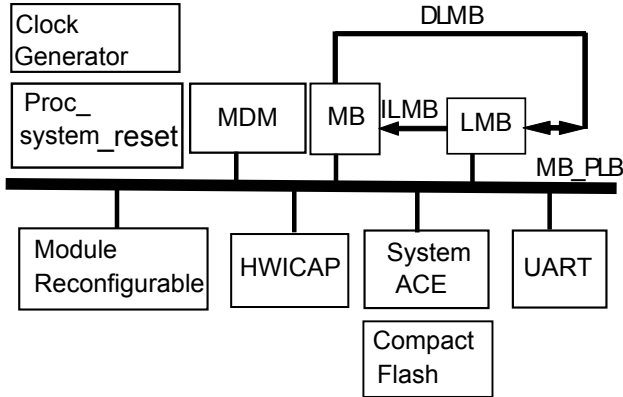 Clock
Generator
DLMB
Proc_
system_reset
MDM
MB
ILMB
LMB
MB_PLB
Module
Reconfigurable
HWICAP
System
ACE
UART
Compact
Flash